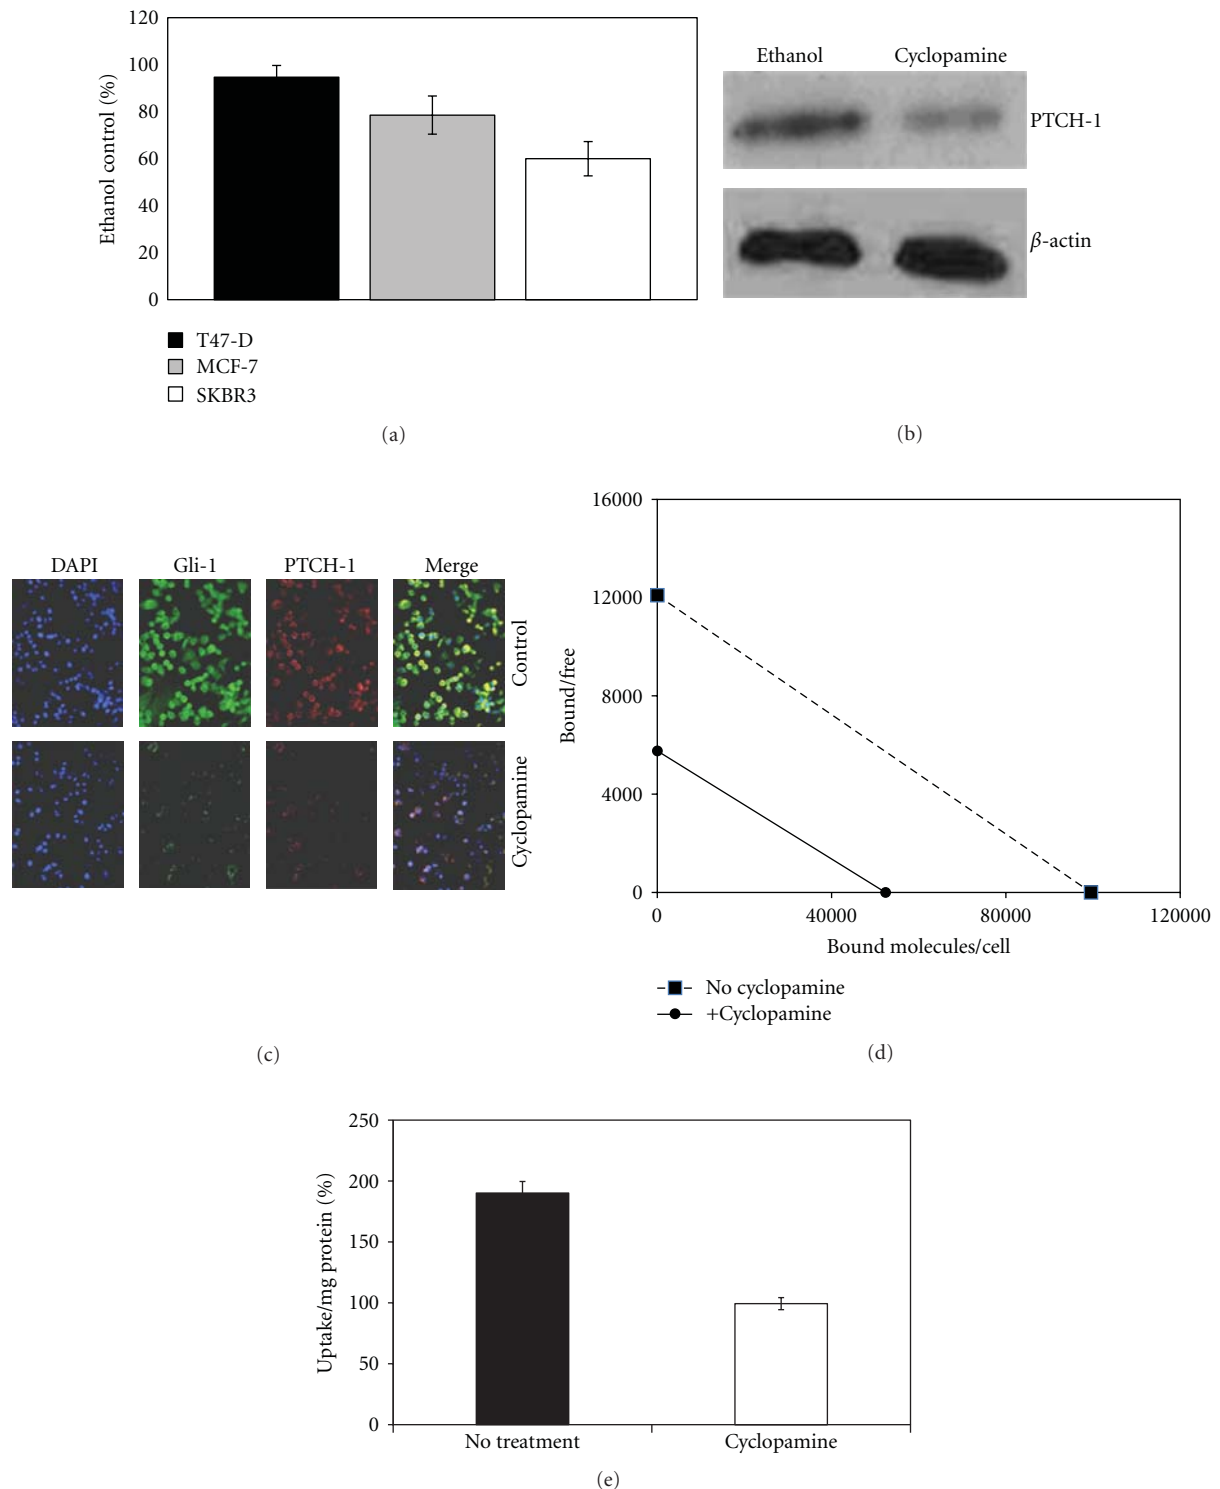 120
100
80
60
40
20
0
Ethanol control (%)
T47-D
MCF-7
SKBR3
(a)
Ethanol Cyclopamine
PTCH-1
β-actin
(b)
DAPI Gli-1 PTCH-1 Merge
Control
Cyclopamine
(c)
16000
12000
8000
4000
0
Bound/free
0 40000 80000 120000
Bound molecules/cell
No cyclopamine
+Cyclopamine
(d)
250
200
150
100
50
0
Uptake/mg protein (%)
No treatment Cyclopamine
(e)